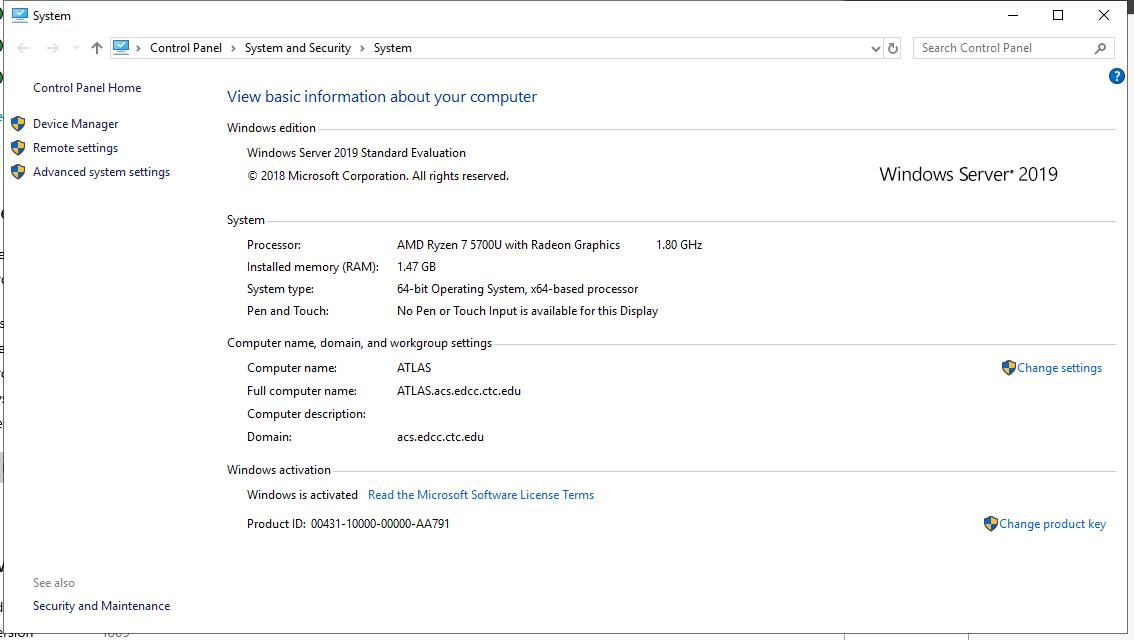 System
Control Panel > System and Security > System
Search Control Panel
?
Control Panel Home
Device Manager
Remote settings
Advanced system settings
View basic information about your computer
Windows edition
Windows Server 2019 Standard Evaluation
© 2018 Microsoft Corporation. All rights reserved.
Windows Server® 2019
System
Processor: AMD Ryzen 7 5700U with Radeon Graphics 1.80 GHz
Installed memory (RAM): 1.47 GB
System type: 64-bit Operating System, x64-based processor
Pen and Touch: No Pen or Touch Input is available for this Display
Computer name, domain, and workgroup settings
Computer name: ATLAS
Change settings
Full computer name: ATLAS.acs.edcc.ctc.edu
Computer description:
Domain: acs.edcc.ctc.edu
Windows activation
Windows is activated Read the Microsoft Software License Terms
Product ID: 00431-10000-00000-AA791
Change product key
See also
Security and Maintenance